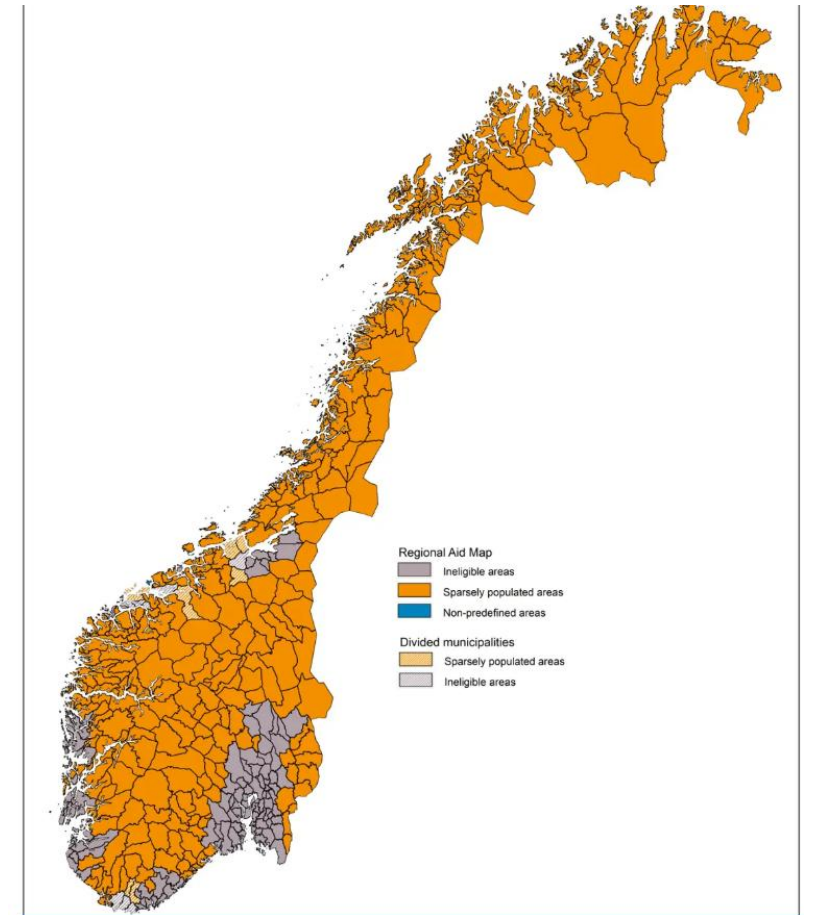 Regional Aid Map
Ineligible areas
Sparsely populated areas
Non-predefined areas
Divided municipalities
Sparsely populated areas
Ineligible areas